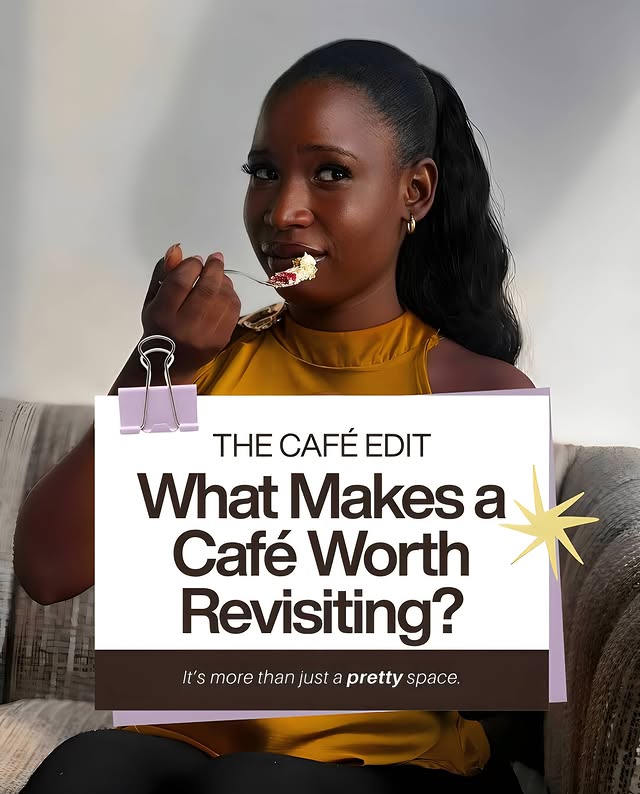 THE CAFÉ EDIT
What Makes a
Café Worth
Revisiting?
It's more than just a pretty space.